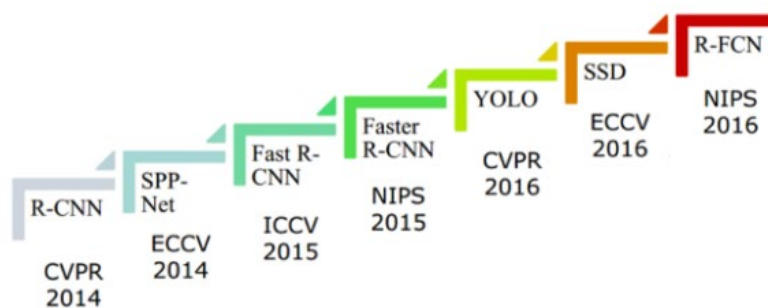 R-CNN
CVPR
2014
SPP-
Net
ECCV
2014
Fast R-
CNN
ICCV
2015
Faster
R-CNN
NIPS
2015
YOLO
CVPR
2016
SSD
ECCV
2016
R-FCN
NIPS
2016